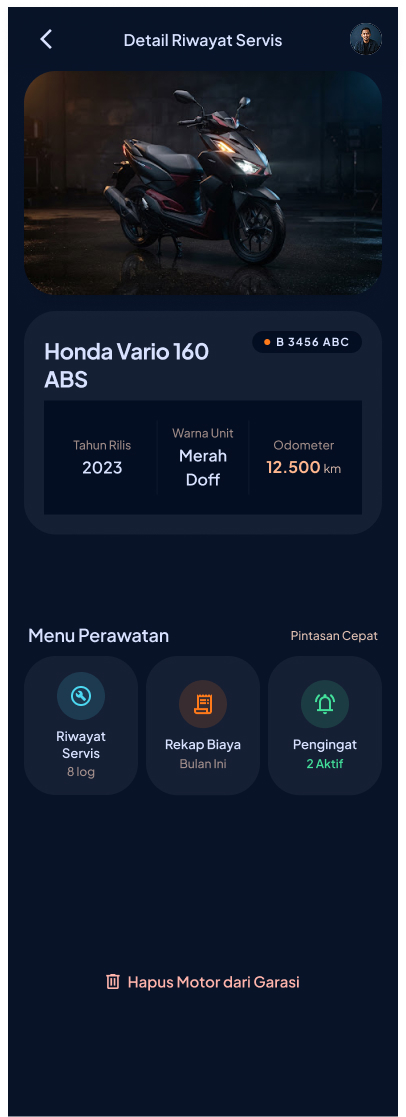 Detail Riwayat Servis
Honda Vario 160
ABS
B 3456 ABC
Tahun Rilis
2023
Warna Unit
Merah
Doff
Odometer
12.500 km
Menu Perawatan
Pintasan Cepat
Riwayat
Servis
8 log
Rekap Biaya
Bulan Ini
Pengingat
2 Aktif
Hapus Motor dari Garasi